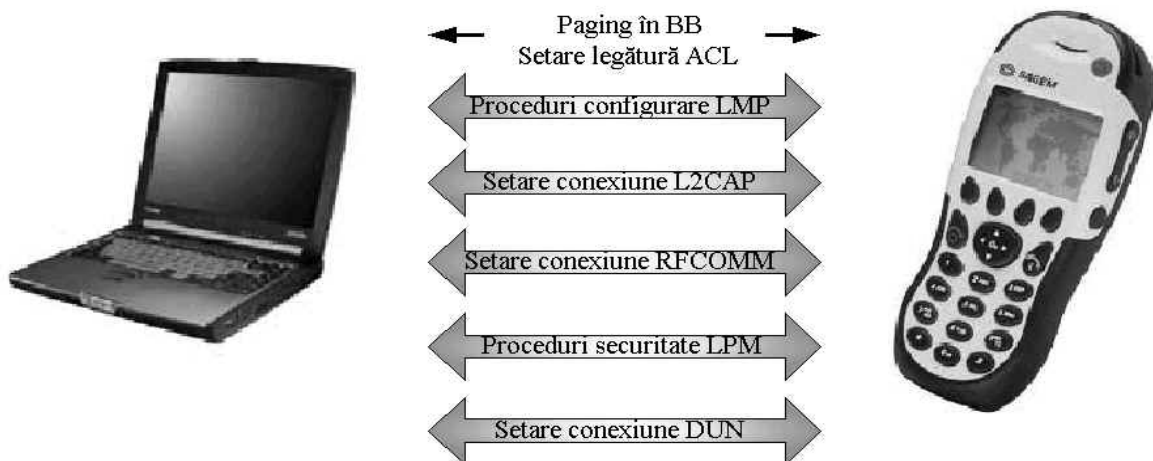 Paging în BB
Setare legătură ACL
Proceduri configurare LMP
Setare conexiune L2CAP
Setare conexiune RFCOMM
Proceduri securitate LPM
Setare conexiune DUN
SAGEM